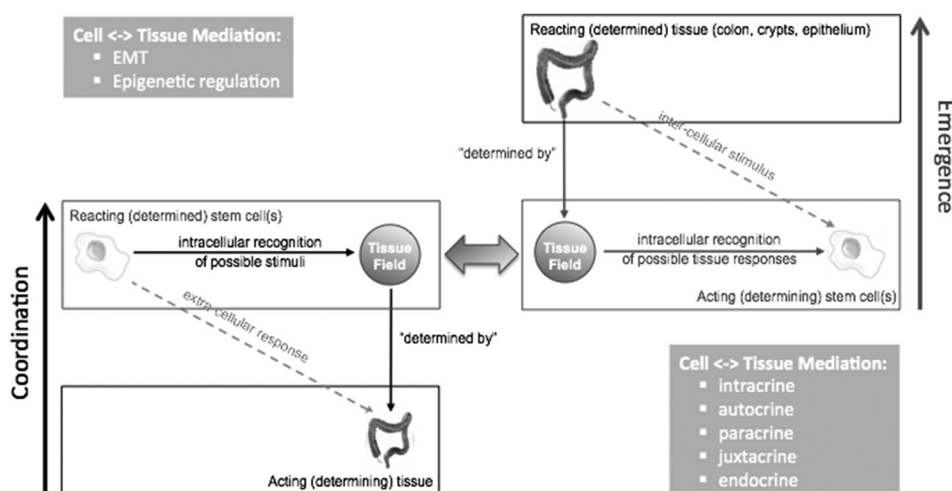 Cell <-> Tissue Mediation:
▪ EMT
▪ Epigenetic regulation
Reacting (determined) tissue (colon, crypts, epithelium)
"determined by"
inter-cellular stimulus
Emergence
Reacting (determined) stem cell(s)
intracellular recognition
of possible stimuli
Tissue
Field
Tissue
Field
intracellular recognition
of possible tissue responses
Acting (determining) stem cell(s)
Coordination
extra-cellular response
"determined by"
Acting (determining) tissue
Cell <-> Tissue Mediation:
▪ intracrine
▪ autocrine
▪ paracrine
▪ juxtacrine
▪ endocrine